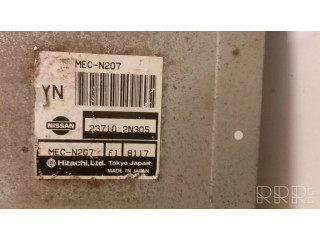 MEC-N207
YN
NISSAN
23710 2N305
MEC-N207 E1 8117
Hitachi, Ltd. Tokyo Japan
MADE IN JAPAN
RRR